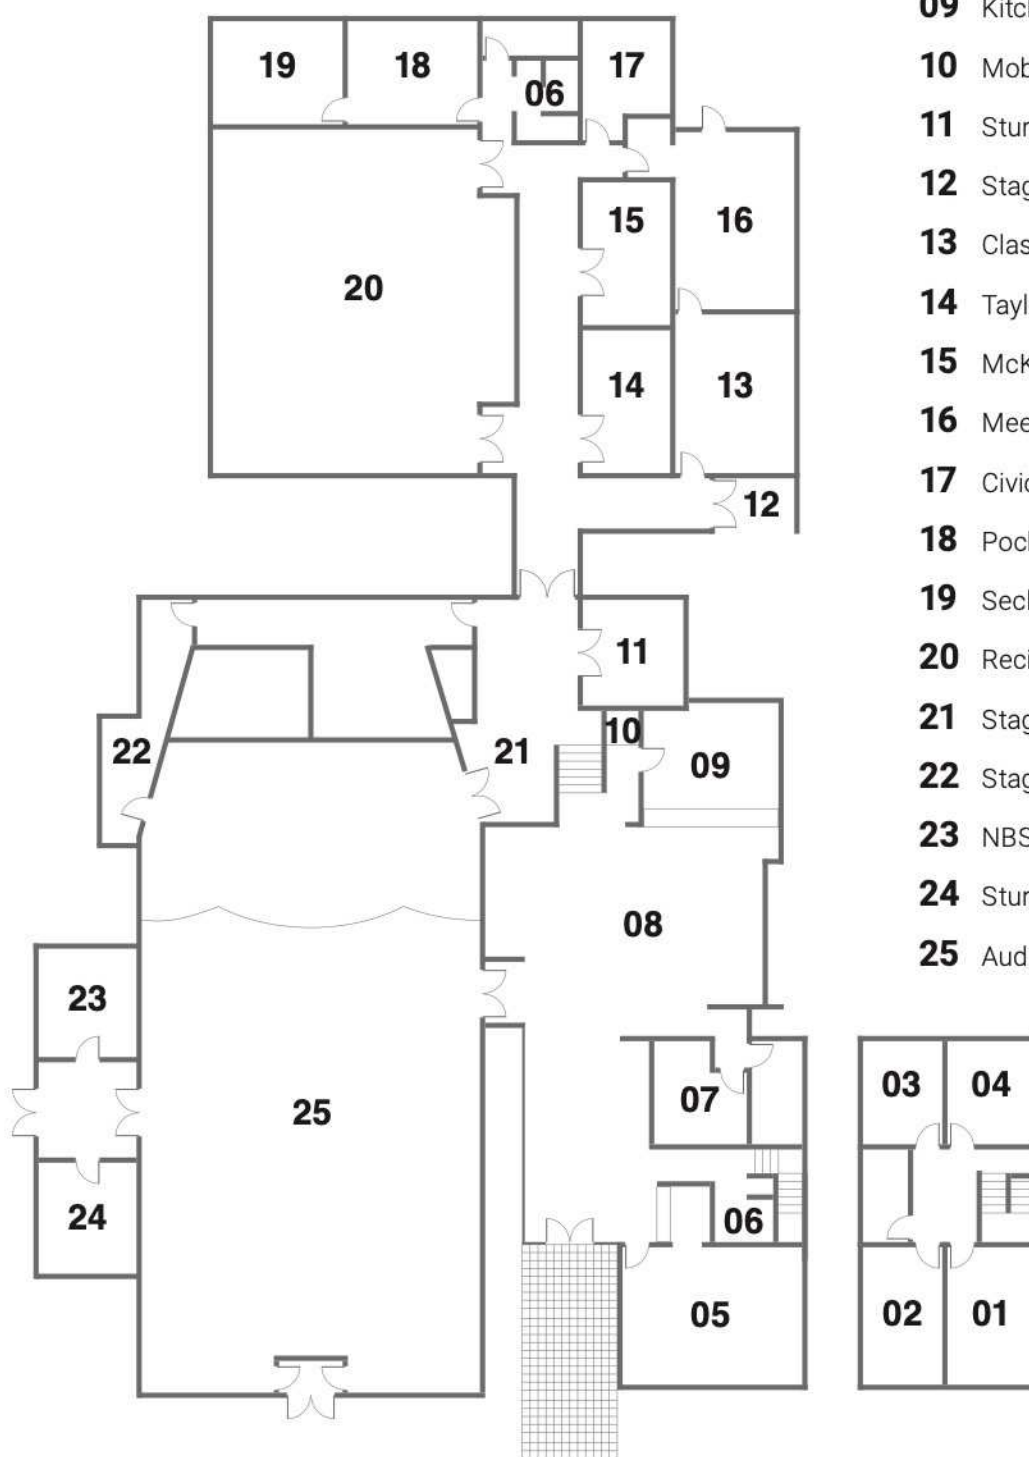 09 Kitc
10 Mob
11 Stur
12 Stag
13 Clas
14 Tayl
15 McK
16 Mee
17 Civic
18 Poc
19 Sec
20 Reci
21 Stag
22 Stag
23 NBS
24 Stur
25 Aud
19 18 06 17
15 16
20
14 13
12
11
10
22 21 09
08
23
25
07
24
06
05
03 04
02 01